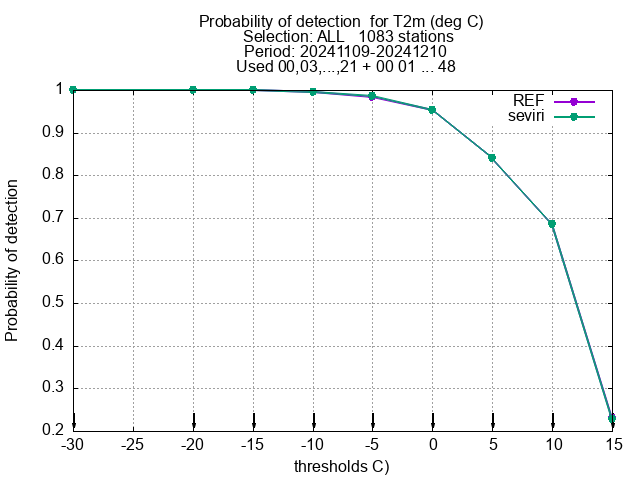 Probability of detection  for T2m (deg C)
Selection: ALL   1083 stations
Period: 20241109-20241210
Used 00,03,...,21 + 00 01 ... 48
REF
seviri
1
0.9
0.8
0.7
0.6
0.5
0.4
0.3
0.2
Probability of detection
-30 -25 -20 -15 -10 -5 0 5 10 15
thresholds C)